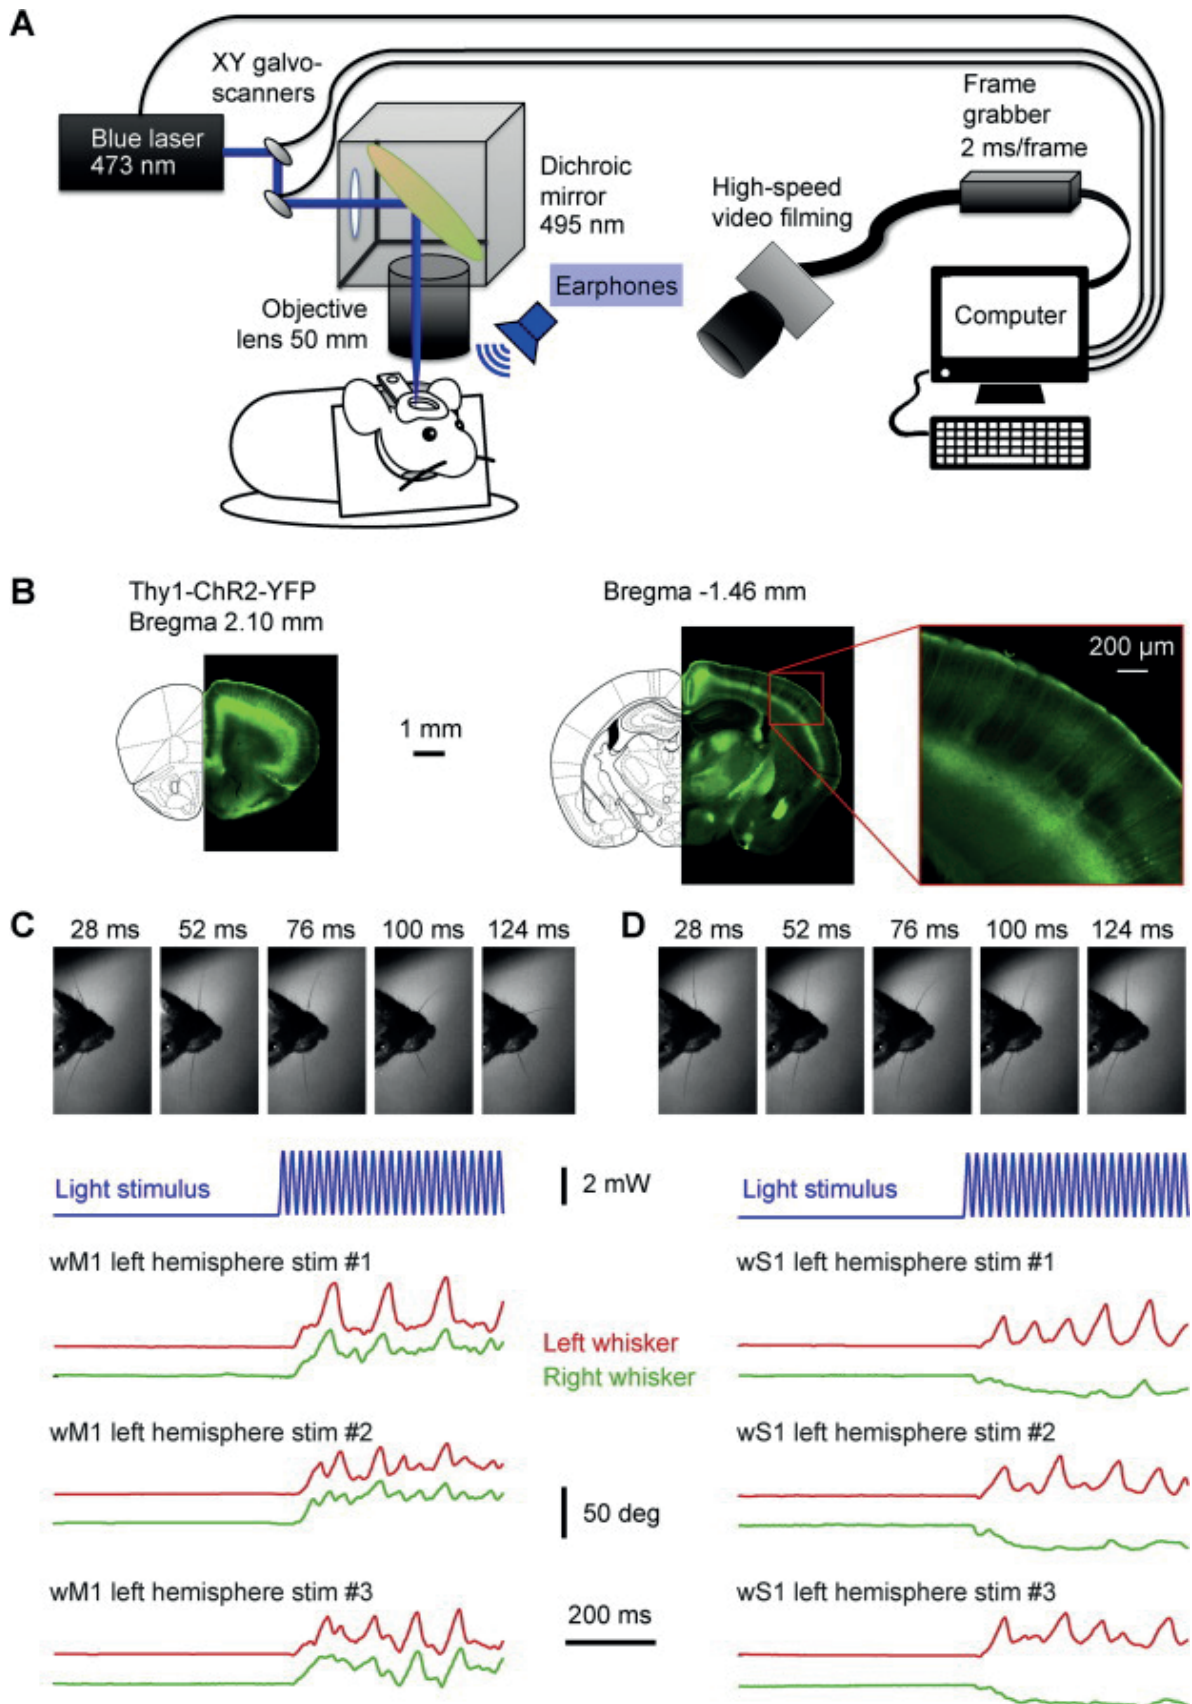 A
XY galvo-
scanners
Blue laser
473 nm
Dichroic
mirror
495 nm
Frame
grabber
2 ms/frame
High-speed
video filming
Earphones
Objective
lens 50 mm
Computer
B
Thy1-ChR2-YFP
Bregma 2.10 mm
1 mm
Bregma -1.46 mm
200 μm
C
28 ms 52 ms 76 ms 100 ms 124 ms
Light stimulus
2 mW
wM1 left hemisphere stim #1
Left whisker
Right whisker
wM1 left hemisphere stim #2
50 deg
wM1 left hemisphere stim #3
200 ms
D
28 ms 52 ms 76 ms 100 ms 124 ms
Light stimulus
wS1 left hemisphere stim #1
wS1 left hemisphere stim #2
wS1 left hemisphere stim #3